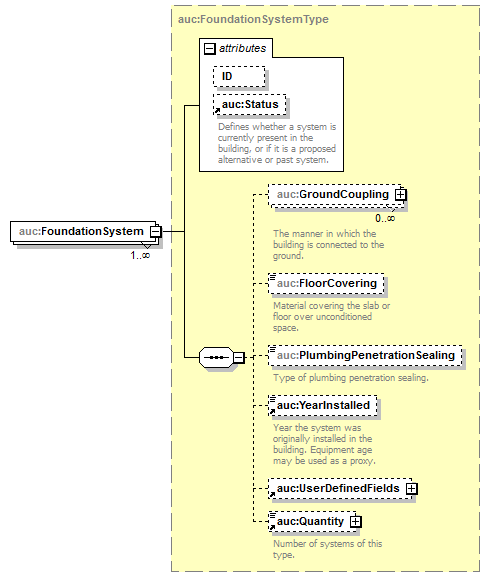 auc:FoundationSystemType
attributes
ID
auc:Status
Defines whether a system is
currently present in the
building, or if it is a proposed
alternative or past system.
auc:FoundationSystem
1..∞
auc:GroundCoupling
0..∞
The manner in which the
building is connected to the
ground.
auc:FloorCovering
Material covering the slab or
floor over unconditioned
space.
auc:PlumbingPenetrationSealing
Type of plumbing penetration sealing.
auc:YearInstalled
Year the system was
originally installed in the
building. Equipment age
may be used as a proxy.
auc:UserDefinedFields
auc:Quantity
Number of systems of this
type.